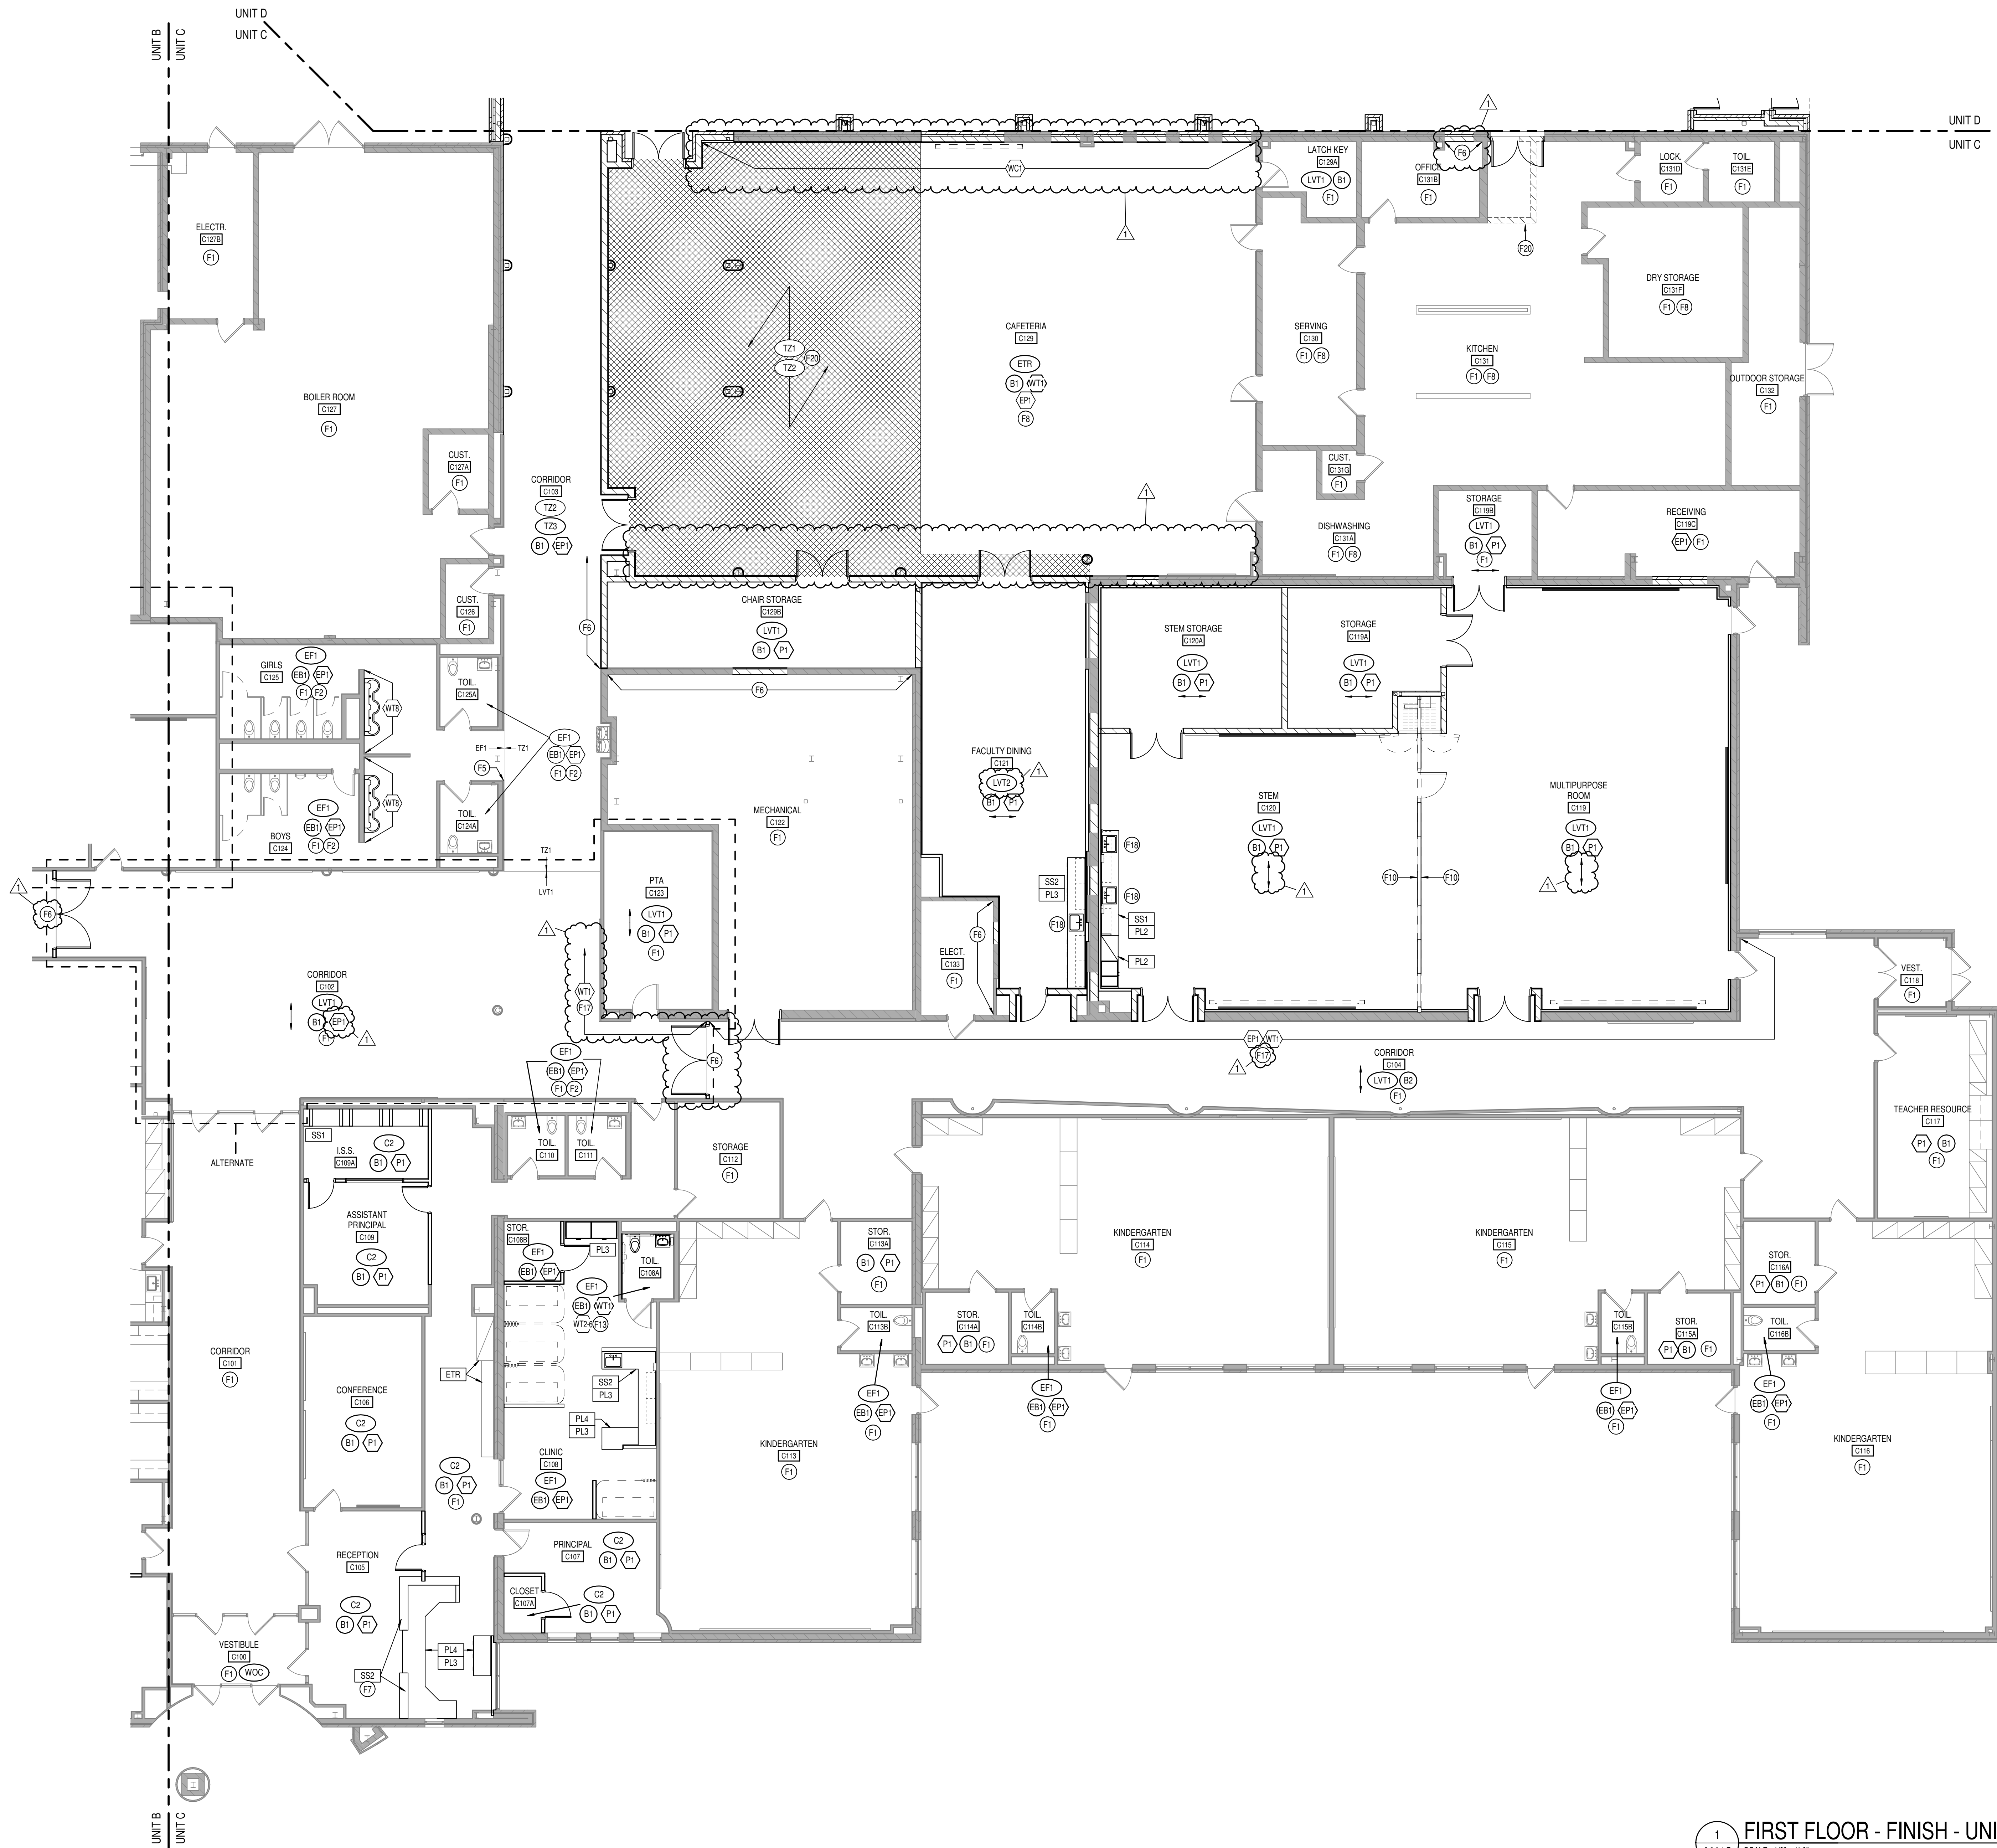 UNIT D
UNIT C
UNIT B
UNIT C
UNIT D
UNIT C
1
F6
WC1
1
LATCH KEY
C129A
LVT1
B1
F1
OFFICE
C131B
F1
LOCK.
C131D
F1
TOIL.
C131E
F1
ELECTR.
C127B
F1
F20
DRY STORAGE
C131F
F1
F8
CAFETERIA
C129
ETR
B1
WT1
EP1
F8
TZ1
TZ2
F20
SERVING
C130
F1
F8
KITCHEN
C131
F1
F8
OUTDOOR STORAGE
C132
F1
BOILER ROOM
C127
F1
CUST.
C127A
F1
CORRIDOR
C103
TZ2
TZ3
B1
EP1
1
CUST.
C131G
F1
DISHWASHING
C131A
F1
F8
STORAGE
C119B
LVT1
B1
P1
F1
RECEIVING
C119C
EP1
F1
CUST.
C126
F1
F6
CHAIR STORAGE
C129B
LVT1
B1
P1
F6
STEM STORAGE
C120A
LVT1
B1
P1
STORAGE
C119A
LVT1
B1
P1
GIRLS
C125
EF1
EB1
EP1
F1
F2
WT8
TOIL.
C125A
EF1
EB1
EP1
F1
F2
EF1
TZ1
F5
WT8
TOIL.
C124A
BOYS
C124
EF1
EB1
EP1
F1
F2
FACULTY DINING
C121
LVT2
1
B1
P1
MECHANICAL
C122
F1
STEM
C120
LVT1
B1
P1
1
MULTIPURPOSE
ROOM
C119
LVT1
B1
P1
1
F10
F10
TZ1
LVT1
PTA
C123
LVT1
B1
P1
F1
F18
F18
SS2
PL3
F18
SS1
PL2
PL2
1
F6
1
WT1
F17
F6
ELECT.
C133
F1
VEST.
C118
F1
CORRIDOR
C102
LVT1
B1
EP1
F1
1
EF1
EB1
EP1
F1
F2
F6
EP1
WT1
F17
1
CORRIDOR
C104
LVT1
B2
F1
ALTERNATE
SS1
I.S.S.
C109A
C2
B1
P1
TOIL.
C110
TOIL.
C111
STORAGE
C112
F1
TEACHER RESOURCE
C117
P1
B1
F1
ASSISTANT
PRINCIPAL
C109
C2
B1
P1
STOR.
C108B
EF1
EB1
EP1
PL3
TOIL.
C108A
EF1
EB1
WT1
WT2-6
F13
STOR.
C113A
B1
P1
F1
KINDERGARTEN
C114
F1
KINDERGARTEN
C115
F1
STOR.
C116A
P1
B1
F1
TOIL.
C113B
STOR.
C114A
P1
B1
F1
TOIL.
C114B
TOIL.
C115B
STOR.
C115A
P1
B1
F1
TOIL.
C116B
CORRIDOR
C101
F1
ETR
CONFERENCE
C106
C2
B1
P1
SS2
PL3
PL4
PL3
EF1
EB1
EP1
F1
EF1
EB1
EP1
F1
EF1
EB1
EP1
F1
EF1
EB1
EP1
F1
CLINIC
C108
EF1
EB1
EP1
KINDERGARTEN
C113
F1
KINDERGARTEN
C116
F1
C2
B1
P1
F1
RECEPTION
C105
C2
B1
P1
PRINCIPAL
C107
C2
B1
P1
CLOSET
C107A
C2
B1
P1
VESTIBULE
C100
F1
WOC
SS2
F7
PL4
PL3
UNIT B
UNIT C
1
FIRST FLOOR - FINISH - UNI